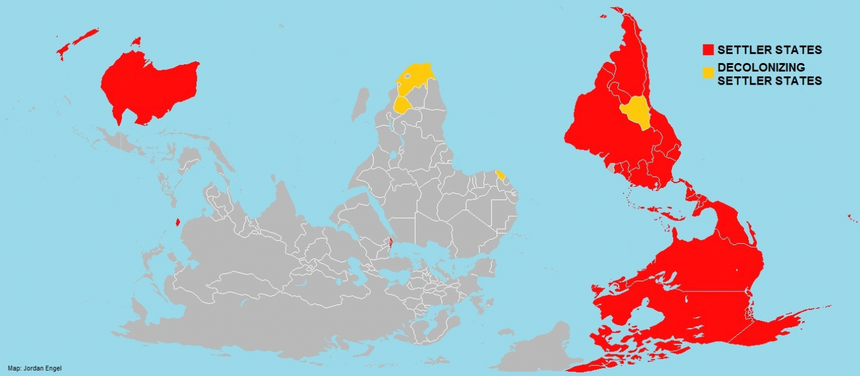 SETTLER STATES
DECOLONIZING
SETTLER STATES
Map: Jordan Engel